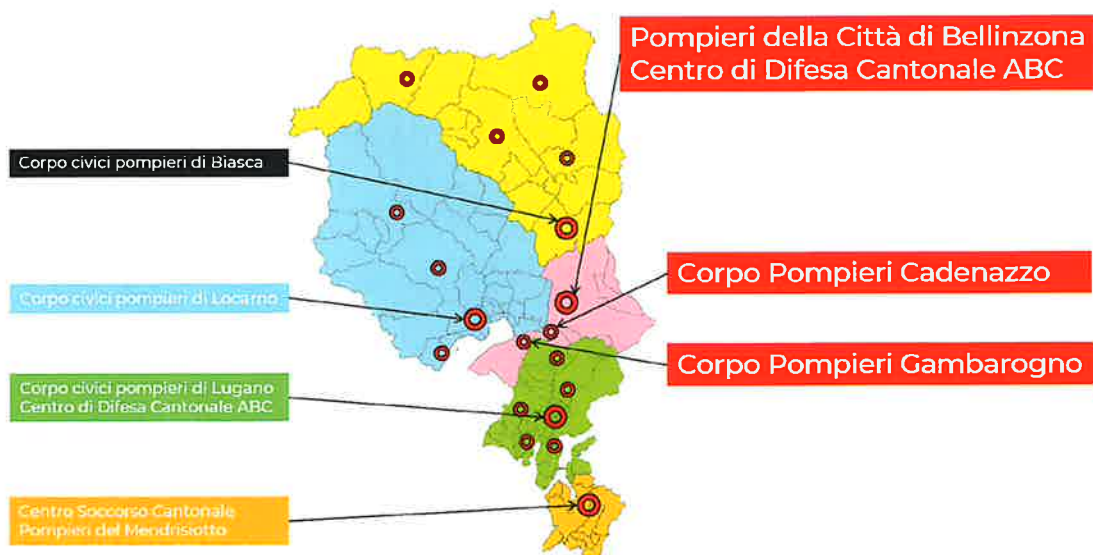 Pompieri della Città di Bellinzona
Centro di Difesa Cantonale ABC
Corpo civici pompieri di Biasca
Corpo Pompieri Cadenazzo
Corpo civici pompieri di Locarno
Corpo Pompieri Gambarogno
Corpo civici pompieri di Lugano
Centro di Difesa Cantonale ABC
Centro Soccorso Cantonale
Pompieri del Mendrisiotto